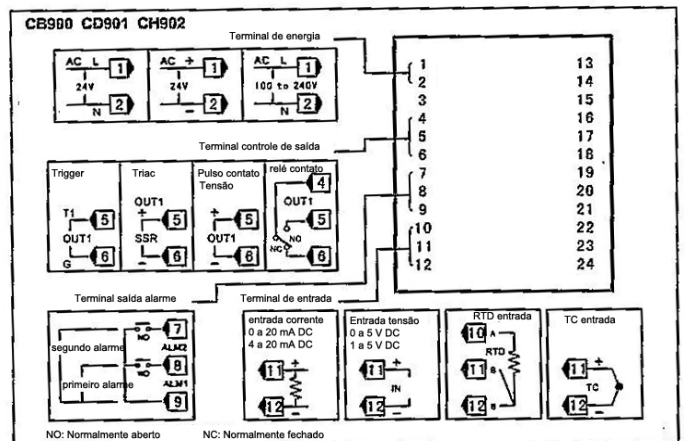 CB900 CD901 CH902
Terminal de energia
AC L 1
24V
N 2
AC + 1
24V
- 2
AC L 1
100 to 240V
N 2
1 13
2 14
3 15
4 16
5 17
6 18
7 19
8 20
9 21
10 22
11 23
12 24
Terminal controle de saída
Trigger
T1 5
OUT1
G 6
Triac
OUT1
+ 5
SSR
- 6
Pulso contato
Tensão
+ 5
OUT1
- 6
relé contato
4
OUT1
5
NO
NC
6
Terminal saída alarme
7
NO
segundo alarme
ALM2
8
NO
primeiro alarme
ALM1
9
Terminal de entrada
entrada corrente
0 a 20 mA DC
4 a 20 mA DC
11 +
12 -
Entrada tensão
0 a 5 V DC
1 a 5 V DC
11 +
IN
12 -
RTD entrada
10 A
RTD
11 B
12 B
TC entrada
11 +
TC
12 -
NO: Normalmente aberto NC: Normalmente fechado